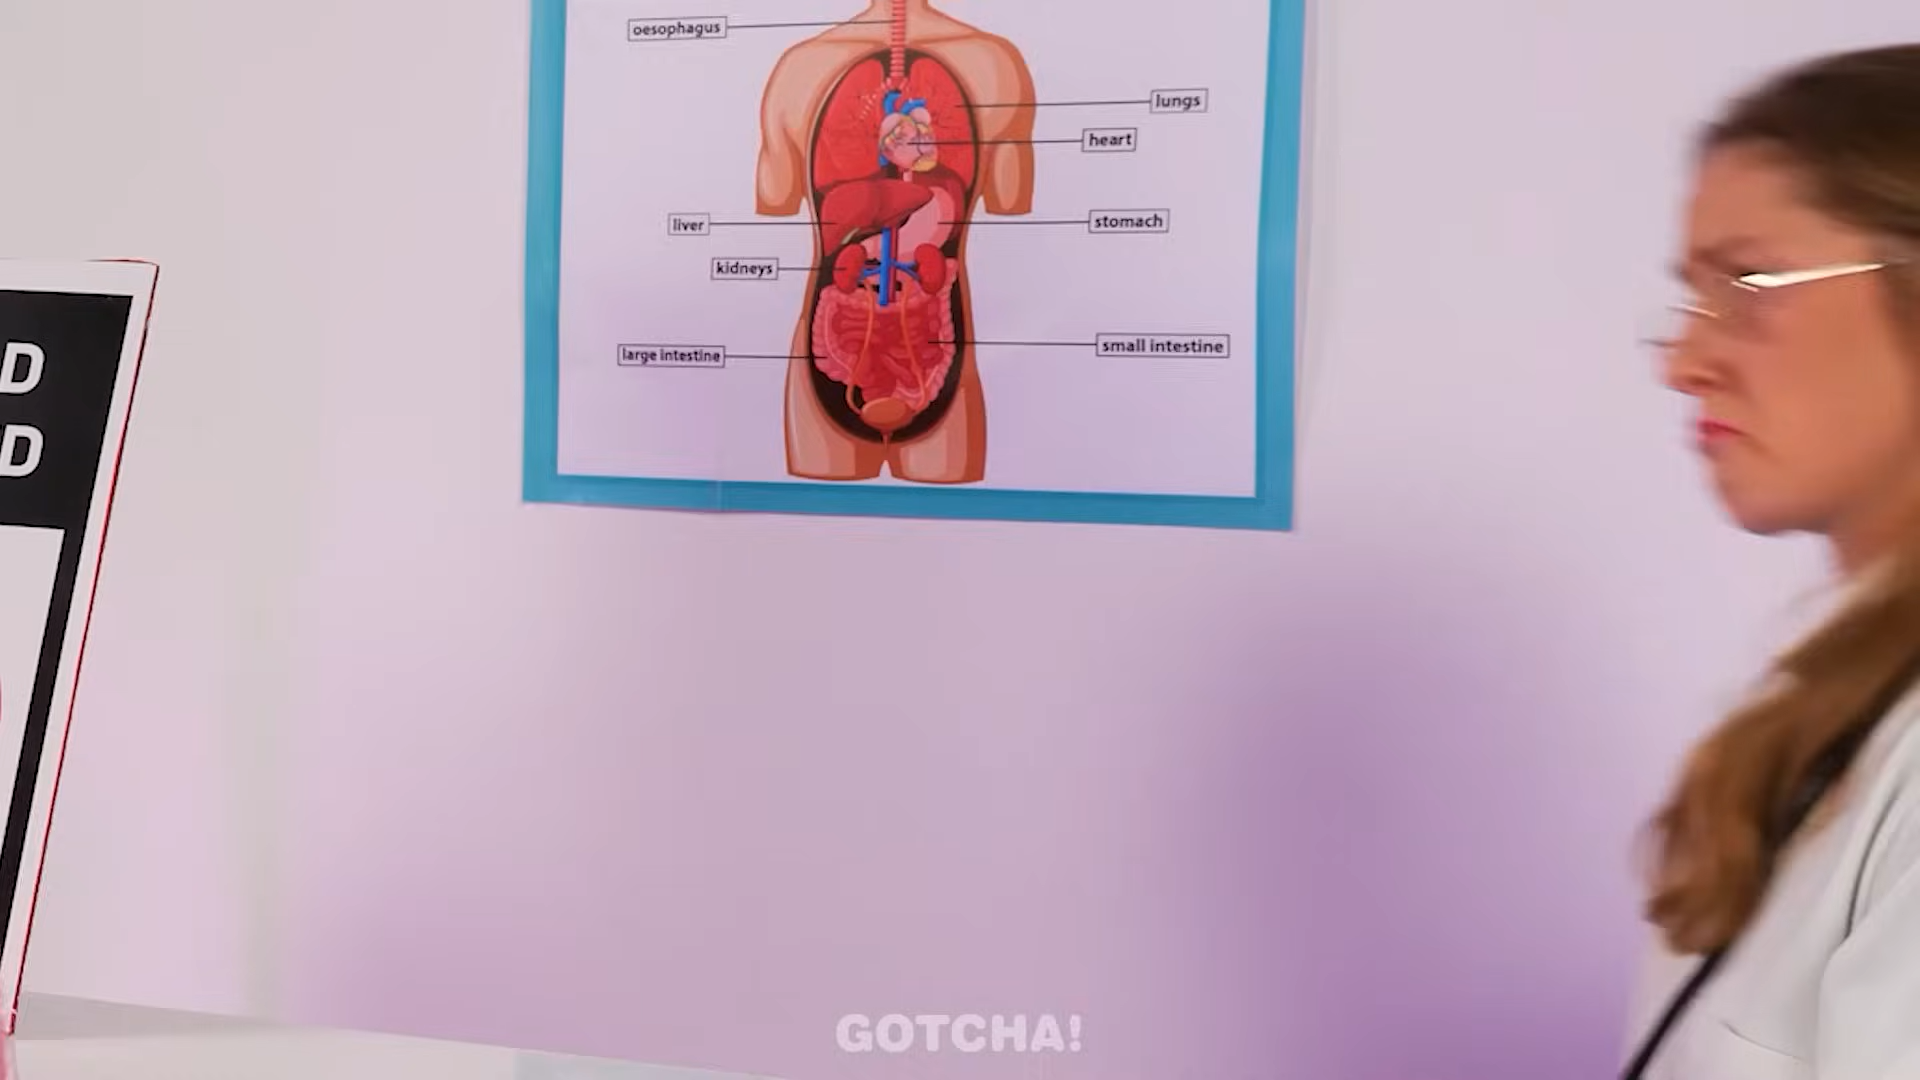 oesophagus
lungs
heart
liver
stomach
kidneys
large intestine
small intestine
D
D
GOTCHA!